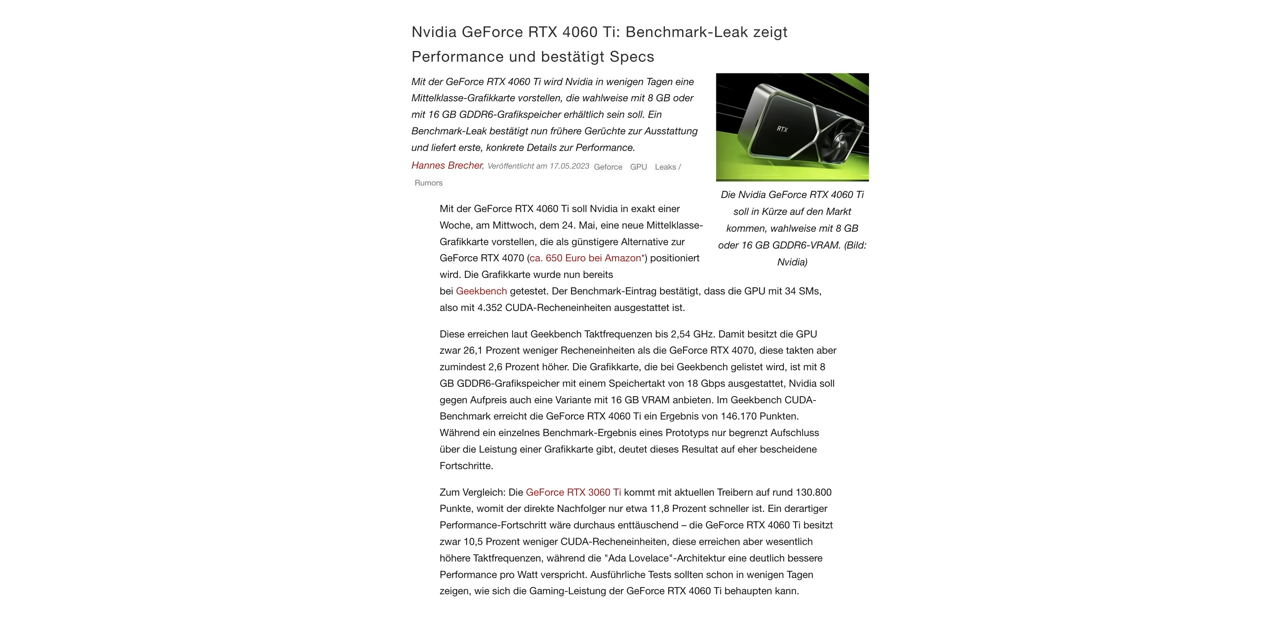 Nvidia GeForce RTX 4060 Ti: Benchmark-Leak zeigt
Performance und bestätigt Specs
Mit der GeForce RTX 4060 Ti wird Nvidia in wenigen Tagen eine
Mittelklasse-Grafikkarte vorstellen, die wahlweise mit 8 GB oder
mit 16 GB GDDR6-Grafikspeicher erhältlich sein soll. Ein
Benchmark-Leak bestätigt nun frühere Gerüchte zur Ausstattung
und liefert erste, konkrete Details zur Performance.
Hannes Brecher, Veröffentlicht am 17.05.2023 Geforce GPU Leaks /
Rumors
RTX
Die Nvidia GeForce RTX 4060 Ti
soll in Kürze auf den Markt
kommen, wahlweise mit 8 GB
oder 16 GB GDDR6-VRAM. (Bild:
Nvidia)
Mit der GeForce RTX 4060 Ti soll Nvidia in exakt einer
Woche, am Mittwoch, dem 24. Mai, eine neue Mittelklasse-
Grafikkarte vorstellen, die als günstigere Alternative zur
GeForce RTX 4070 (ca. 650 Euro bei Amazon*) positioniert
wird. Die Grafikkarte wurde nun bereits
bei Geekbench getestet. Der Benchmark-Eintrag bestätigt, dass die GPU mit 34 SMs,
also mit 4.352 CUDA-Recheneinheiten ausgestattet ist.
Diese erreichen laut Geekbench Taktfrequenzen bis 2,54 GHz. Damit besitzt die GPU
zwar 26,1 Prozent weniger Recheneinheiten als die GeForce RTX 4070, diese takten aber
zumindest 2,6 Prozent höher. Die Grafikkarte, die bei Geekbench gelistet wird, ist mit 8
GB GDDR6-Grafikspeicher mit einem Speichertakt von 18 Gbps ausgestattet, Nvidia soll
gegen Aufpreis auch eine Variante mit 16 GB VRAM anbieten. Im Geekbench CUDA-
Benchmark erreicht die GeForce RTX 4060 Ti ein Ergebnis von 146.170 Punkten.
Während ein einzelnes Benchmark-Ergebnis eines Prototyps nur begrenzt Aufschluss
über die Leistung einer Grafikkarte gibt, deutet dieses Resultat auf eher bescheidene
Fortschritte.
Zum Vergleich: Die GeForce RTX 3060 Ti kommt mit aktuellen Treibern auf rund 130.800
Punkte, womit der direkte Nachfolger nur etwa 11,8 Prozent schneller ist. Ein derartiger
Performance-Fortschritt wäre durchaus enttäuschend – die GeForce RTX 4060 Ti besitzt
zwar 10,5 Prozent weniger CUDA-Recheneinheiten, diese erreichen aber wesentlich
höhere Taktfrequenzen, während die "Ada Lovelace"-Architektur eine deutlich bessere
Performance pro Watt verspricht. Ausführliche Tests sollten schon in wenigen Tagen
zeigen, wie sich die Gaming-Leistung der GeForce RTX 4060 Ti behaupten kann.